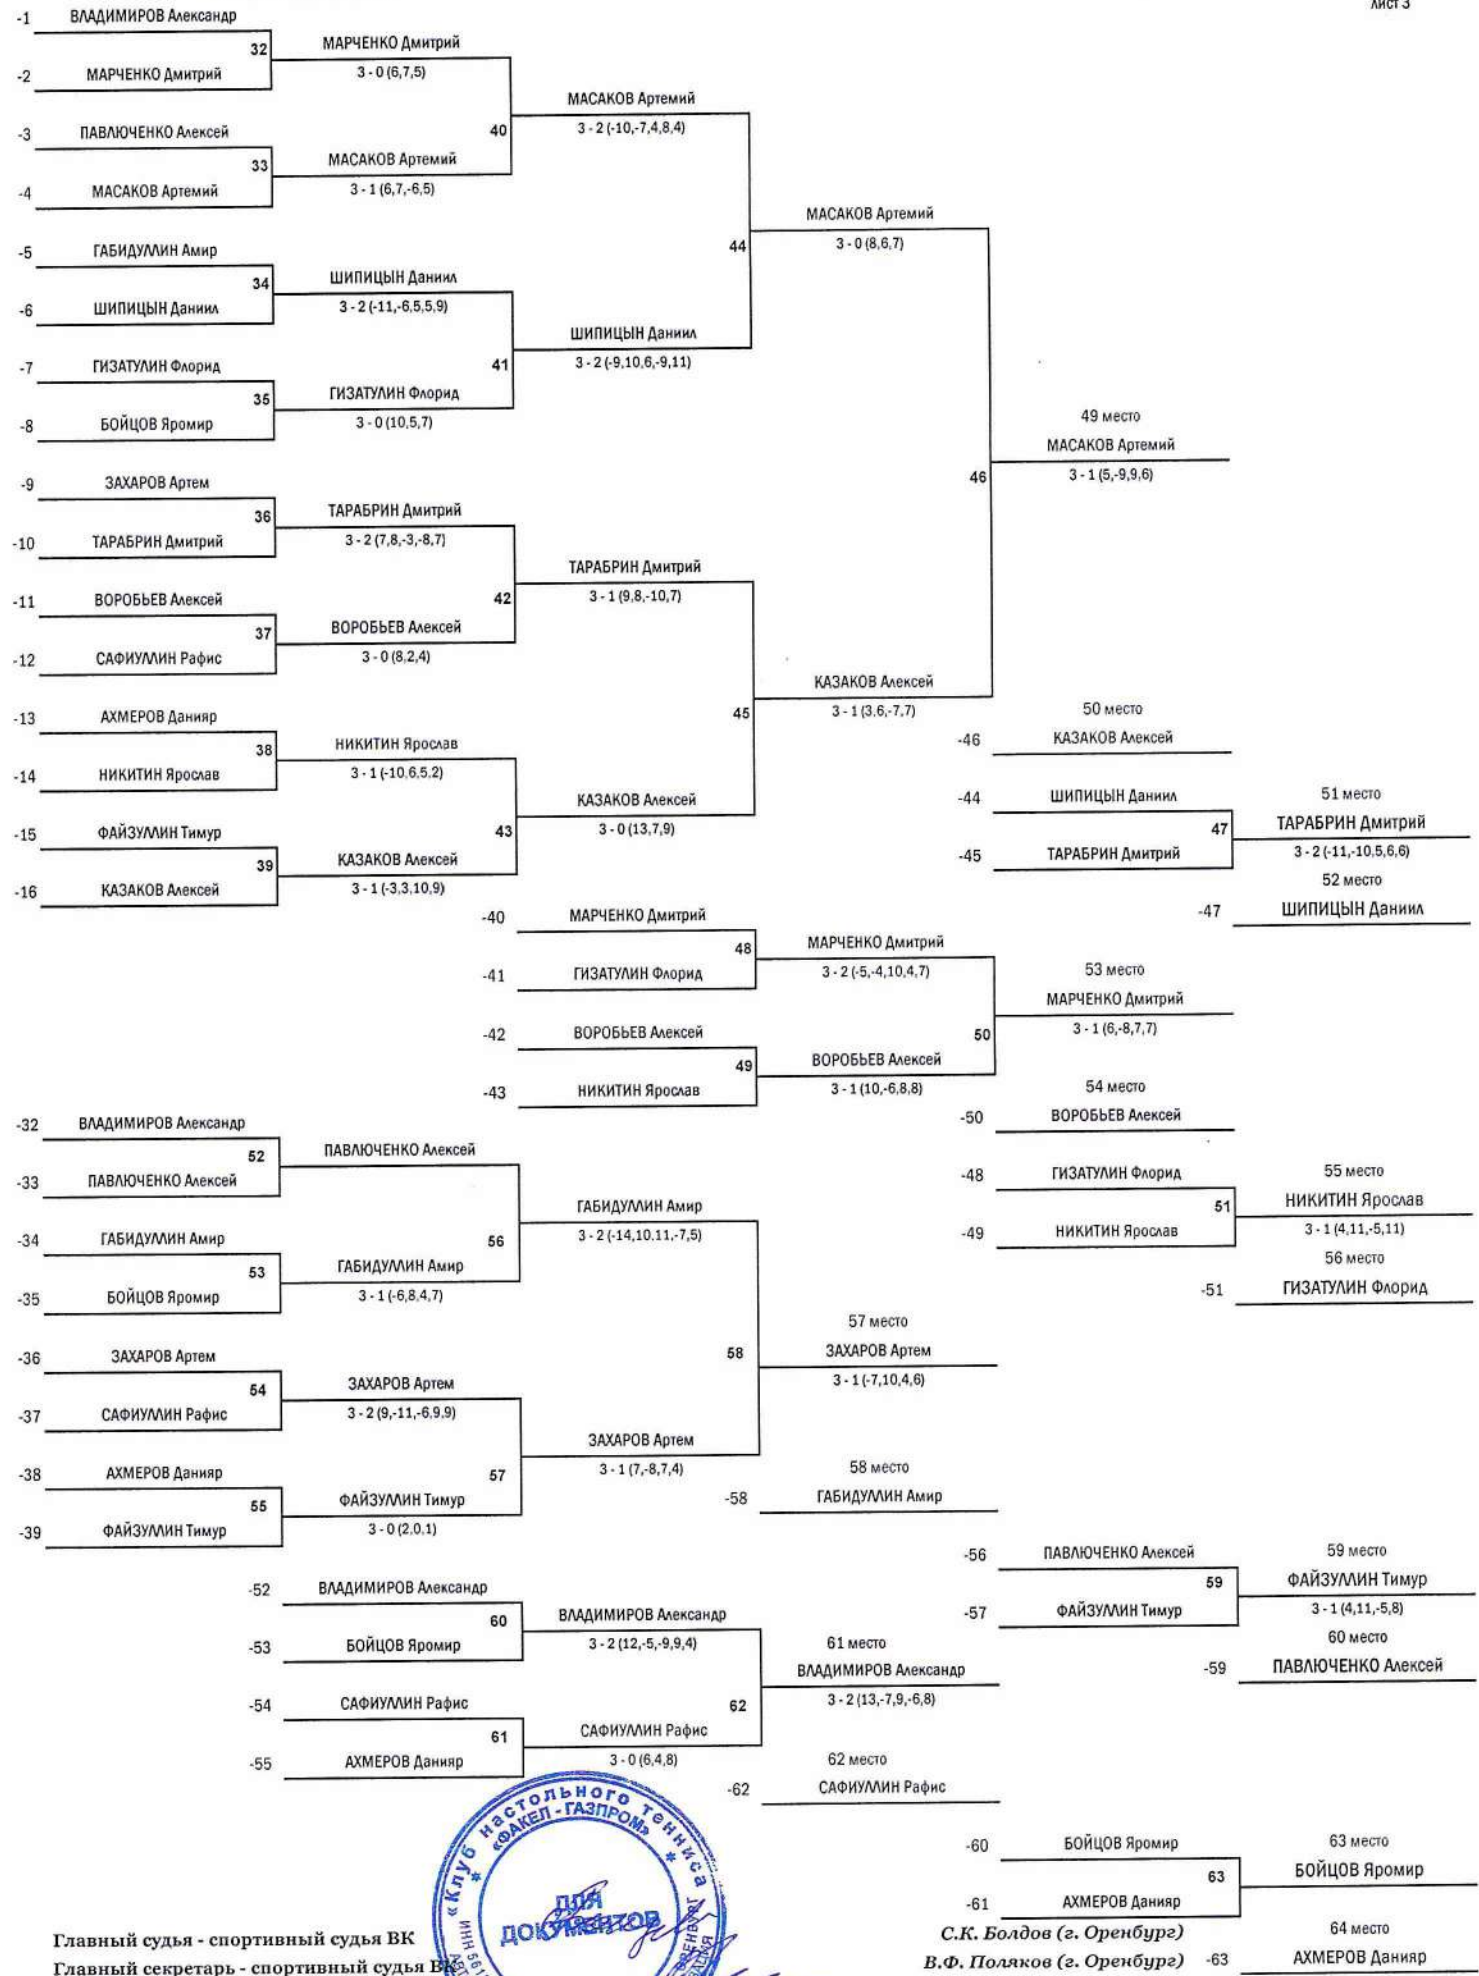 лист 3
-1 ВЛАДИМИРОВ Александр
32 МАРЧЕНКО Дмитрий
-2 МАРЧЕНКО Дмитрий 3 - 0 (6,7,5)
МАСАКОВ Артемий
-3 ПАВЛЮЧЕНКО Алексей 40 3 - 2 (-10,-7,4,8,4)
33 МАСАКОВ Артемий
-4 МАСАКОВ Артемий 3 - 1 (6,7,-6,5)
МАСАКОВ Артемий
-5 ГАБИДУЛЛИН Амир 44 3 - 0 (8,6,7)
34 ШИПИЦЫН Даниил
-6 ШИПИЦЫН Даниил 3 - 2 (-11,-6,5,5,9)
ШИПИЦЫН Даниил
-7 ГИЗАТУЛИН Флорид 41 3 - 2 (-9,10,6,-9,11)
35 ГИЗАТУЛИН Флорид
-8 БОЙЦОВ Яромир 3 - 0 (10,5,7)
49 место
МАСАКОВ Артемий
-9 ЗАХАРОВ Артем 46 3 - 1 (5,-9,9,6)
36 ТАРАБРИН Дмитрий
-10 ТАРАБРИН Дмитрий 3 - 2 (7,8,-3,-8,7)
ТАРАБРИН Дмитрий
-11 ВОРОБЬЕВ Алексей 42 3 - 1 (9,8,-10,7)
37 ВОРОБЬЕВ Алексей
-12 САФИУЛЛИН Рафис 3 - 0 (8,2,4)
КАЗАКОВ Алексей
-13 АХМЕРОВ Данияр 45 3 - 1 (3,6,-7,7) 50 место
38 НИКИТИН Ярослав -46 КАЗАКОВ Алексей
-14 НИКИТИН Ярослав 3 - 1 (-10,6,5,2)
КАЗАКОВ Алексей -44 ШИПИЦЫН Даниил 51 место
-15 ФАЙЗУЛЛИН Тимур 43 3 - 0 (13,7,9) 47 ТАРАБРИН Дмитрий
39 КАЗАКОВ Алексей -45 ТАРАБРИН Дмитрий 3 - 2 (-11,-10,5,6,6)
-16 КАЗАКОВ Алексей 3 - 1 (-3,3,10,9) 52 место
-40 МАРЧЕНКО Дмитрий -47 ШИПИЦЫН Даниил
48 МАРЧЕНКО Дмитрий
-41 ГИЗАТУЛИН Флорид 3 - 2 (-5,-4,10,4,7) 53 место
МАРЧЕНКО Дмитрий
-42 ВОРОБЬЕВ Алексей 50 3 - 1 (6,-8,7,7)
49 ВОРОБЬЕВ Алексей
-43 НИКИТИН Ярослав 3 - 1 (10,-6,8,8) 54 место
-50 ВОРОБЬЕВ Алексей
-32 ВЛАДИМИРОВ Александр
52 ПАВЛЮЧЕНКО Алексей
-33 ПАВЛЮЧЕНКО Алексей -48 ГИЗАТУЛИН Флорид 55 место
ГАБИДУЛЛИН Амир 51 НИКИТИН Ярослав
-34 ГАБИДУЛЛИН Амир 56 3 - 2 (-14,10,11,-7,5) -49 НИКИТИН Ярослав 3 - 1 (4,11,-5,11)
53 ГАБИДУЛЛИН Амир 56 место
-35 БОЙЦОВ Яромир 3 - 1 (-6,8,4,7) -51 ГИЗАТУЛИН Флорид
57 место
-36 ЗАХАРОВ Артем 58 ЗАХАРОВ Артем
54 ЗАХАРОВ Артем 3 - 1 (-7,10,4,6)
-37 САФИУЛЛИН Рафис 3 - 2 (9,-11,-6,9,9)
ЗАХАРОВ Артем
-38 АХМЕРОВ Данияр 57 3 - 1 (7,-8,7,4) 58 место
55 ФАЙЗУЛЛИН Тимур -58 ГАБИДУЛЛИН Амир
-39 ФАЙЗУЛЛИН Тимур 3 - 0 (2,0,1)
-56 ПАВЛЮЧЕНКО Алексей 59 место
-52 ВЛАДИМИРОВ Александр 59 ФАЙЗУЛЛИН Тимур
60 ВЛАДИМИРОВ Александр -57 ФАЙЗУЛЛИН Тимур 3 - 1 (4,11,-5,8)
-53 БОЙЦОВ Яромир 3 - 2 (12,-5,-9,9,4) 61 место 60 место
ВЛАДИМИРОВ Александр -59 ПАВЛЮЧЕНКО Алексей
-54 САФИУЛЛИН Рафис 62 3 - 2 (13,-7,9,-6,8)
61 САФИУЛЛИН Рафис
-55 АХМЕРОВ Данияр 3 - 0 (6,4,8) 62 место
-62 САФИУЛЛИН Рафис
«Клуб настольного тенниса
«ФАКЕЛ - ГАЗПРОМ»
-60 БОЙЦОВ Яромир 63 место
63 БОЙЦОВ Яромир
-61 АХМЕРОВ Данияр
ДЛЯ
ДОКУМЕНТОВ
Главный судья - спортивный судья ВК С.К. Болдов (г. Оренбург) 64 место
Главный секретарь - спортивный судья ВК В.Ф. Поляков (г. Оренбург) -63 АХМЕРОВ Данияр